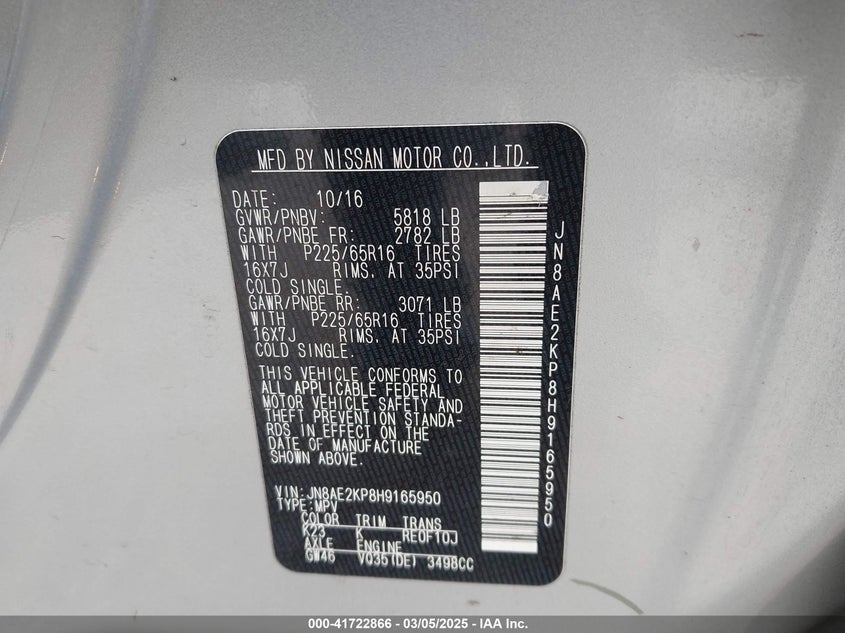 MFD BY NISSAN MOTOR CO.,LTD.
DATE: 10/16
GVWR/PNBV: 5818 LB
GAWR/PNBE FR: 2782 LB
WITH P225/65R16 TIRES
16X7J RIMS. AT 35PSI
COLD SINGLE.
GAWR/PNBE RR: 3071 LB
WITH P225/65R16 TIRES
16X7J RIMS. AT 35PSI
COLD SINGLE.
THIS VEHICLE CONFORMS TO
ALL APPLICABLE FEDERAL
MOTOR VEHICLE SAFETY AND
THEFT PREVENTION STANDA-
RDS IN EFFECT ON THE
DATE OF MANUFACTURE
SHOWN ABOVE.
VIN:JN8AE2KP8H9165950
TYPE:MPV
COLOR TRIM TRANS
K23 K RE0F10J
AXLE ENGINE
GW46 VQ35(DE) 3498CC
JN8AE2KP8H9165950
000-41722866 - 03/05/2025 - IAA Inc.